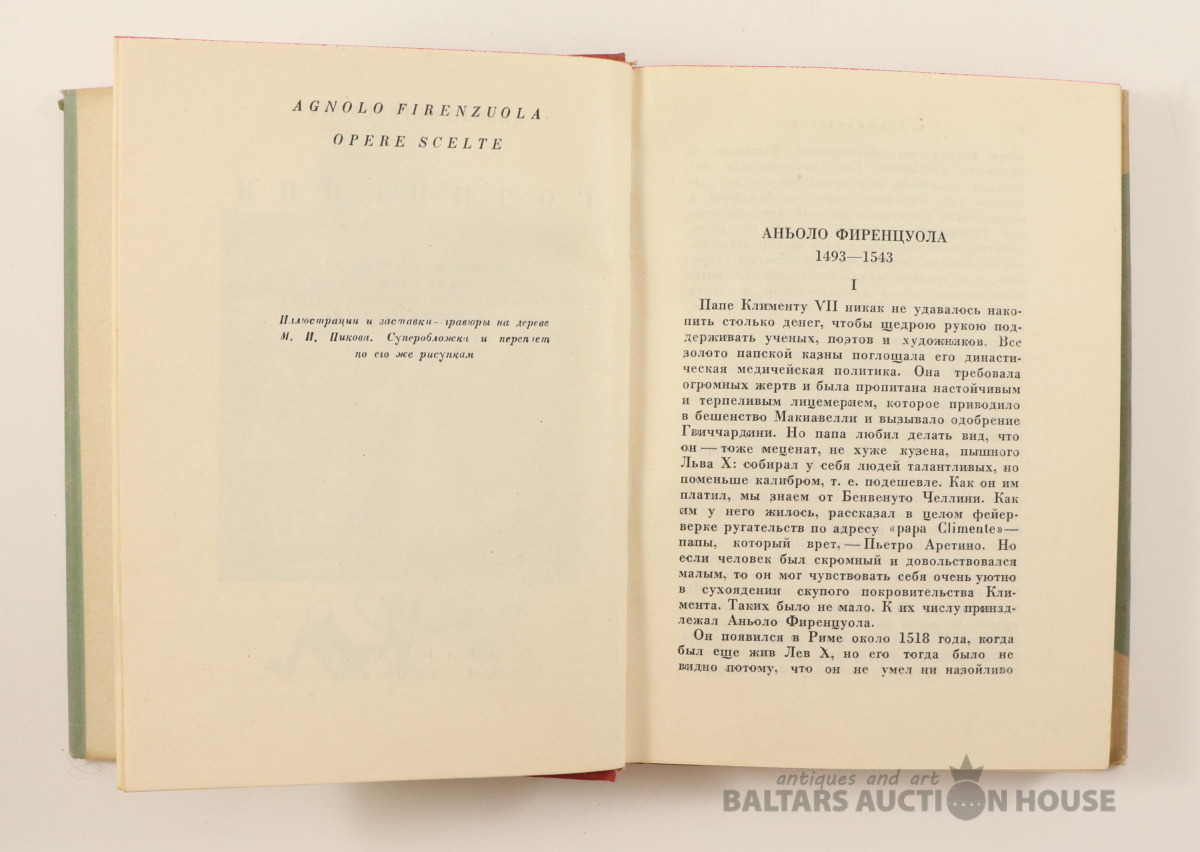 AGNOLO FIRENZUOLA
OPERE SCELTE
Иллюстрации и заставки — гравюры на дереве
М. И. Пикова. Суперобложка и переплет
по его же рисункам
АНЬОЛО ФИРЕНЦУОЛА
1493—1543
I
Папе Клименту VII никак не удавалось нако-
пить столько денег, чтобы щедрою рукою под-
держивать ученых, поэтов и художников. Все
золото папской казны поглощала его династи-
ческая медичейская политика. Она требовала
огромных жертв и была пропитана настойчивым
и терпеливым лицемерием, которое приводило
в бешенство Макиавелли и вызывало одобрение
Гвиччардини. Но папа любил делать вид, что
он — тоже меценат, не хуже кузена, пышного
Льва X: собирал у себя людей талантливых, но
поменьше калибром, т. е. подешевле. Как он им
платил, мы знаем от Бенвенуто Челлини. Как
им у него жилось, рассказал в целом фейер-
верке ругательств по адресу «papa Climente» —
папы, который врет, — Пьетро Аретино. Но
если человек был скромный и довольствовался
малым, то он мог чувствовать себя очень уютно
в сухоядении скупого покровительства Кли-
мента. Таких было не мало. К их числу принад-
лежал Аньоло Фиренцуола.
Он появился в Риме около 1518 года, когда
был еще жив Лев X, но его тогда было не
видно потому, что он не умел ни назойливо
antiques and art
BALTARS AUCTION HOUSE